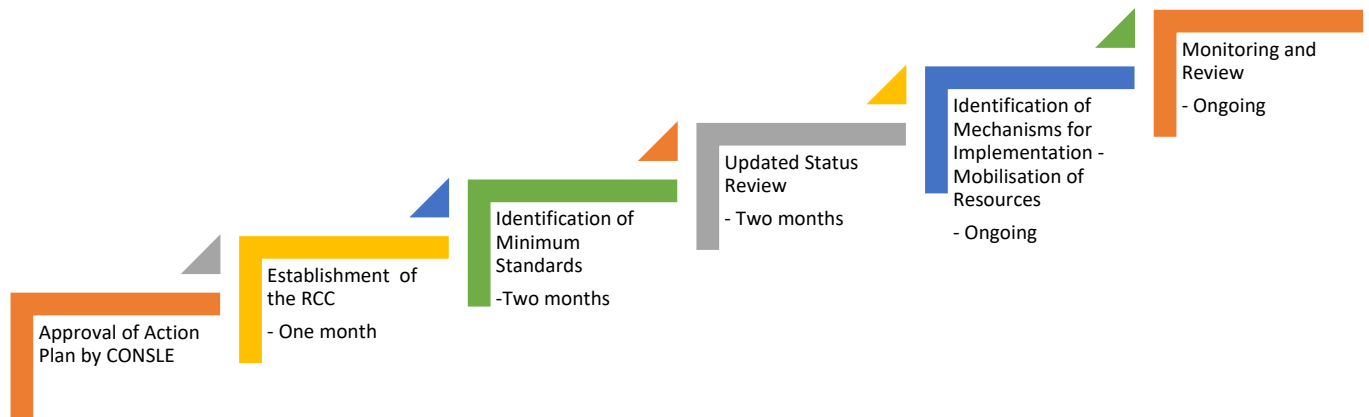 Approval of Action
Plan by CONSLE
Establishment of
the RCC
- One month
Identification of
Minimum
Standards
-Two months
Updated Status
Review
- Two months
Identification of
Mechanisms for
Implementation -
Mobilisation of
Resources
- Ongoing
Monitoring and
Review
- Ongoing